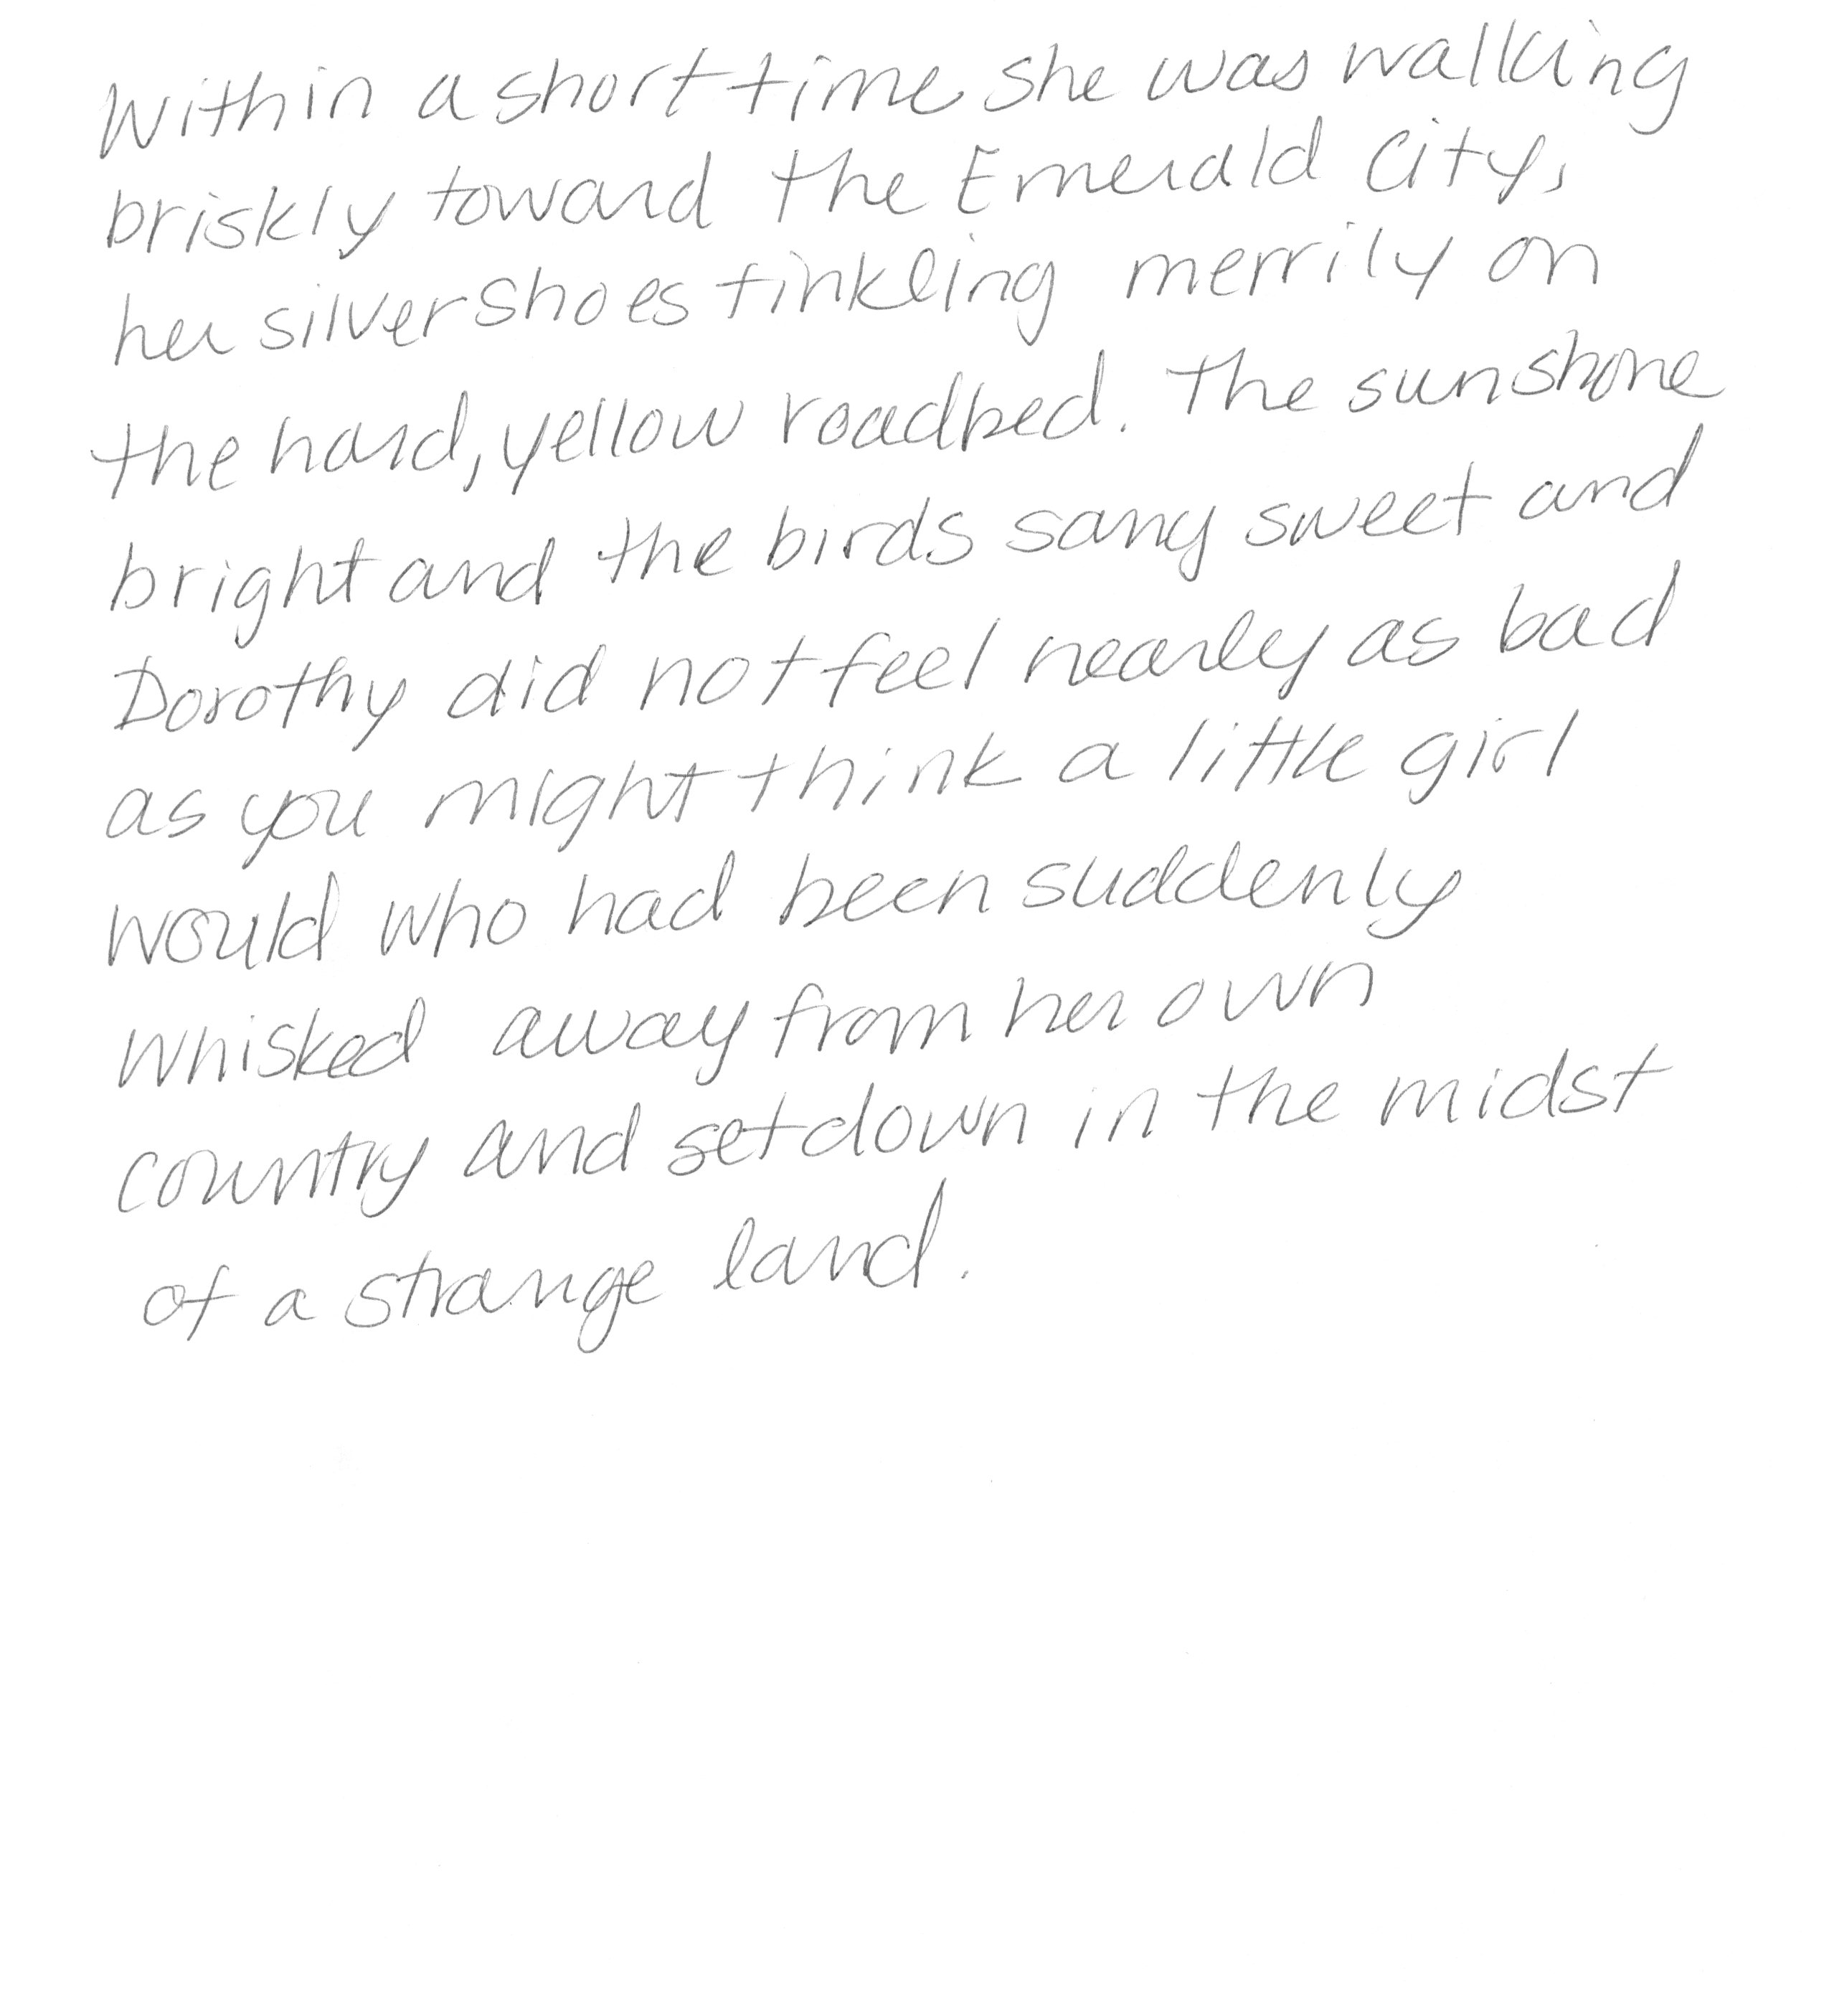 Within a short time she was walking
briskly toward the Emerald City,
her silver shoes tinkling merrily on
the hard, yellow roadbed. The sun shone
bright and the birds sang sweet and
Dorothy did not feel nearly as bad
as you might think a little girl
would who had been suddenly
whisked away from her own
country and set down in the midst
of a strange land.